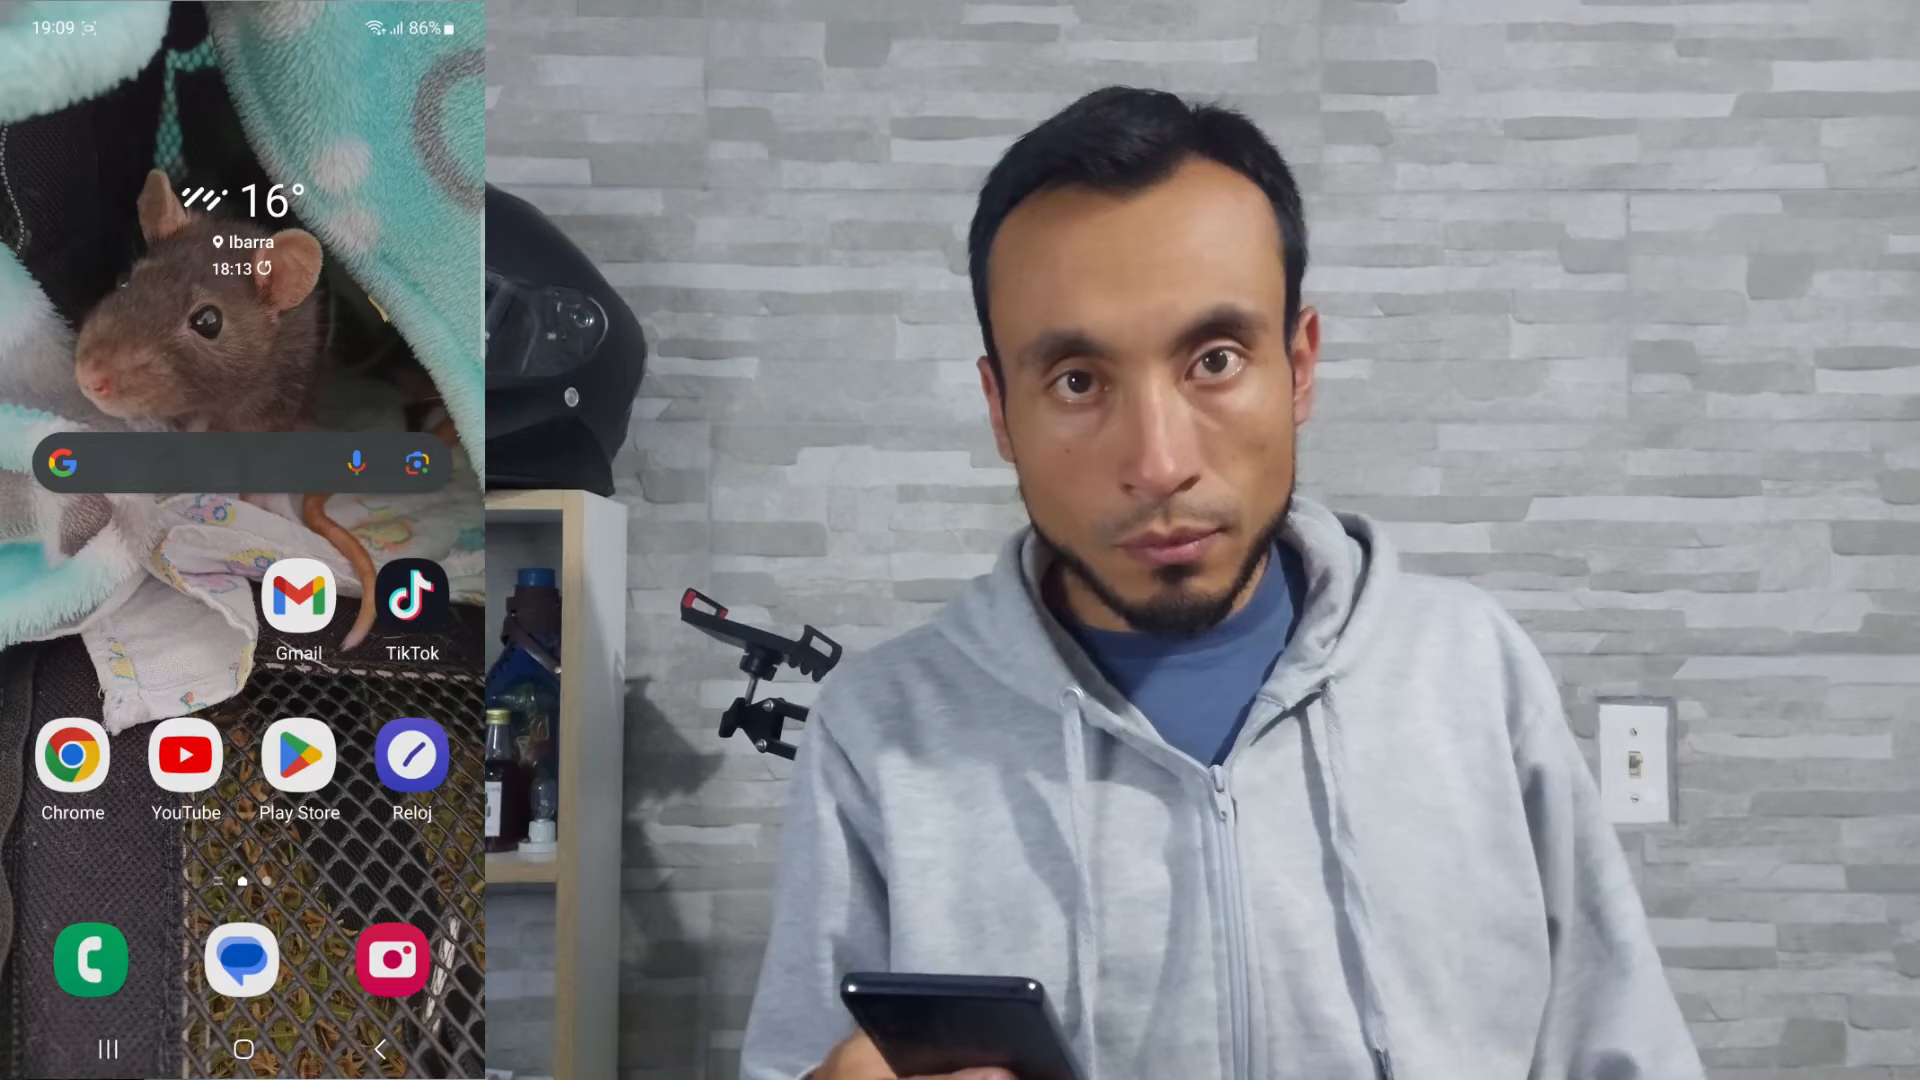 19:09
86%
16°
Ibarra
18:13
Gmail
TikTok
Chrome
YouTube
Play Store
Reloj